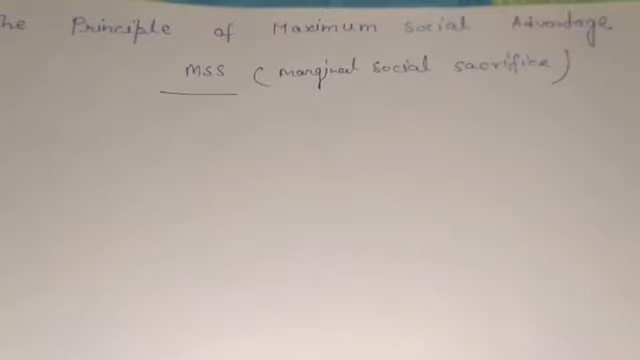 he Principle of Maximum Social Advantage
MSS (marginal social sacrifice)